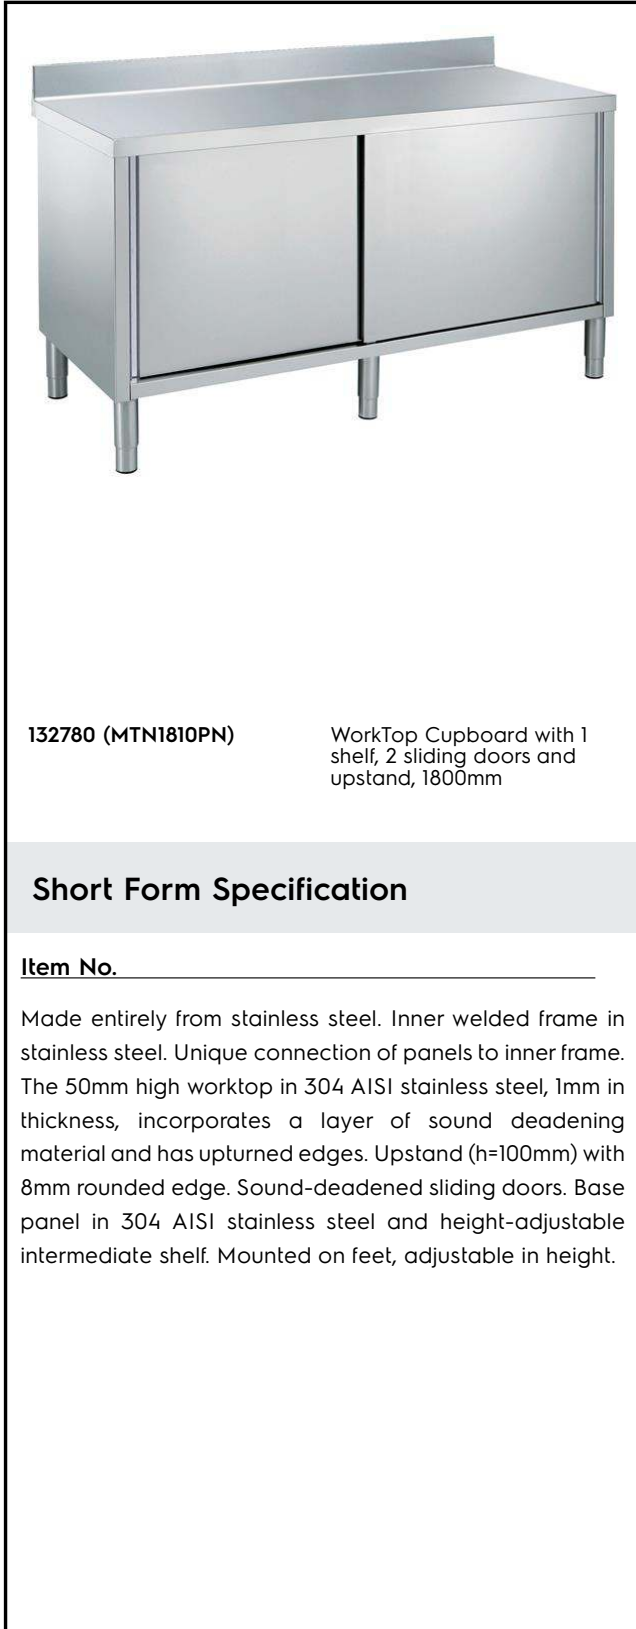 132780 (MTN1810PN)
WorkTop Cupboard with 1
shelf, 2 sliding doors and
upstand, 1800mm
Short Form Specification
Item No.
Made entirely from stainless steel. Inner welded frame in
stainless steel. Unique connection of panels to inner frame.
The 50mm high worktop in 304 AISI stainless steel, 1mm in
thickness, incorporates a layer of sound deadening
material and has upturned edges. Upstand (h=100mm) with
8mm rounded edge. Sound-deadened sliding doors. Base
panel in 304 AISI stainless steel and height-adjustable
intermediate shelf. Mounted on feet, adjustable in height.